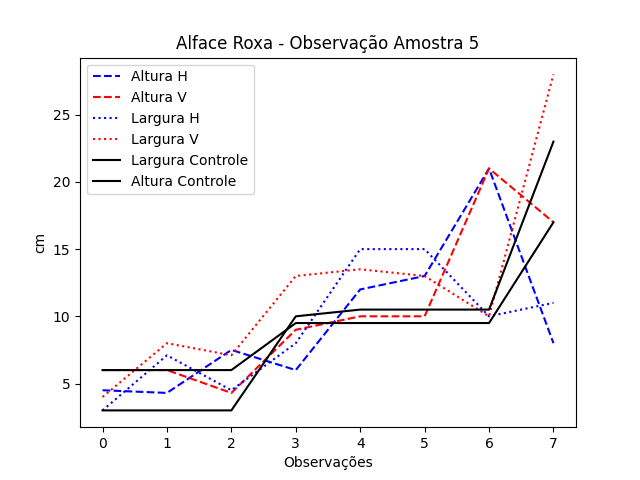 Alface Roxa - Observação Amostra 5
Altura H
Altura V
Largura H
Largura V
Largura Controle
Altura Controle
25
20
15
10
5
cm
0 1 2 3 4 5 6 7
Observações